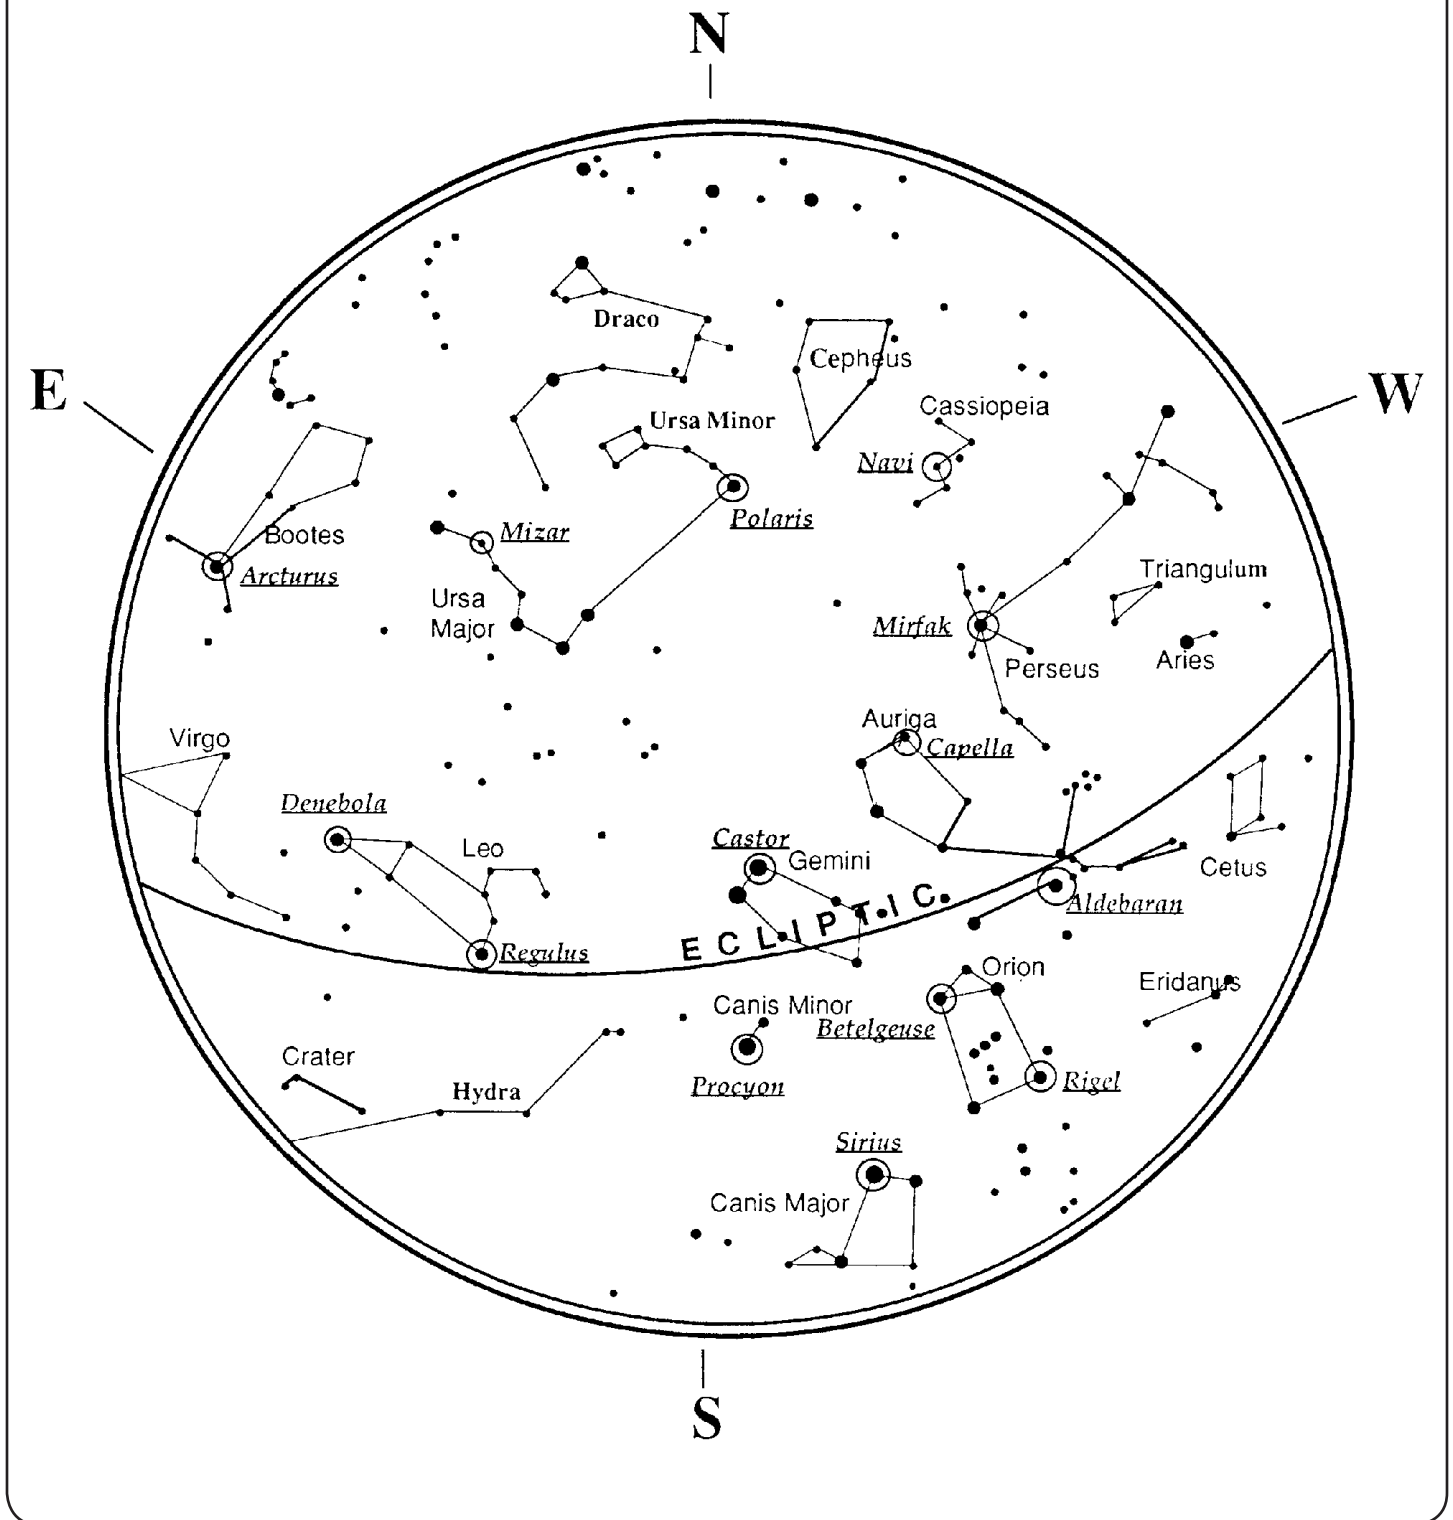 N
Draco
Cepheus
E
W
Cassiopeia
Ursa Minor
Navi
Polaris
Mizar
Bootes
Arcturus
Triangulum
Ursa
Major
Mirfak
Aries
Perseus
Auriga
Capella
Virgo
Denebola
Castor
Leo
Gemini
Cetus
ECLIPTIC
Aldebaran
Regulus
Orion
Eridanus
Canis Minor
Betelgeuse
Crater
Hydra
Procyon
Rigel
Sirius
Canis Major
S